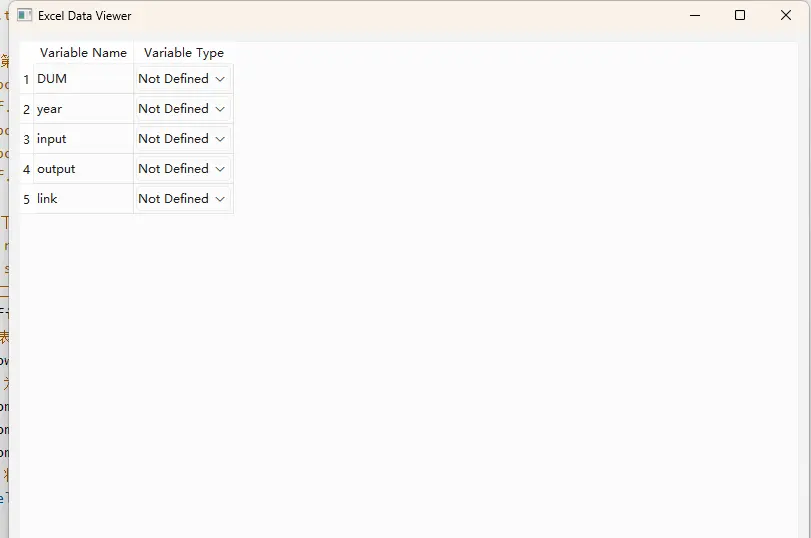 Excel Data Viewer
Variable Name Variable Type
1 DUM Not Defined
2 year Not Defined
3 input Not Defined
4 output Not Defined
5 link Not Defined